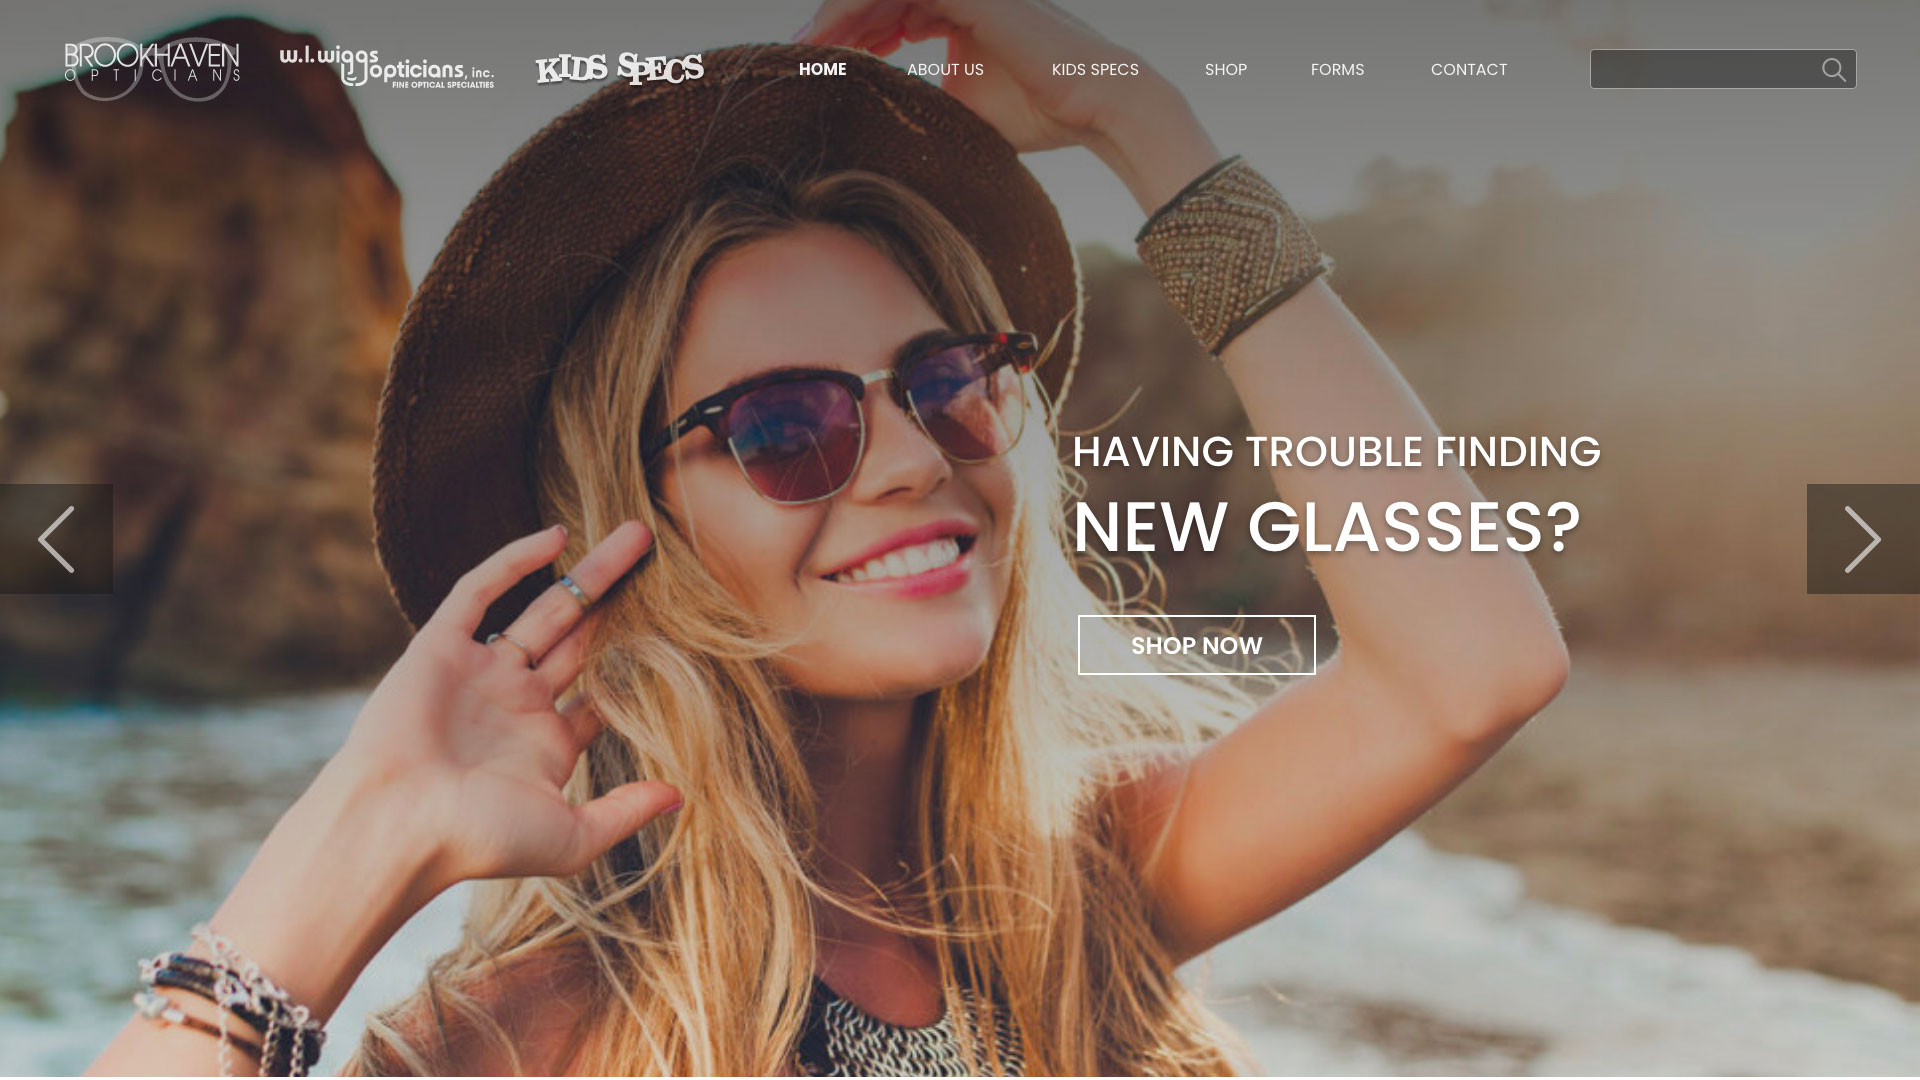 BROOKHAVEN
OPTICIANS
w.l.wiggs
opticians, inc.
FINE OPTICAL SPECIALTIES
KIDS SPECS
HOME
ABOUT US
KIDS SPECS
SHOP
FORMS
CONTACT
HAVING TROUBLE FINDING
NEW GLASSES?
SHOP NOW